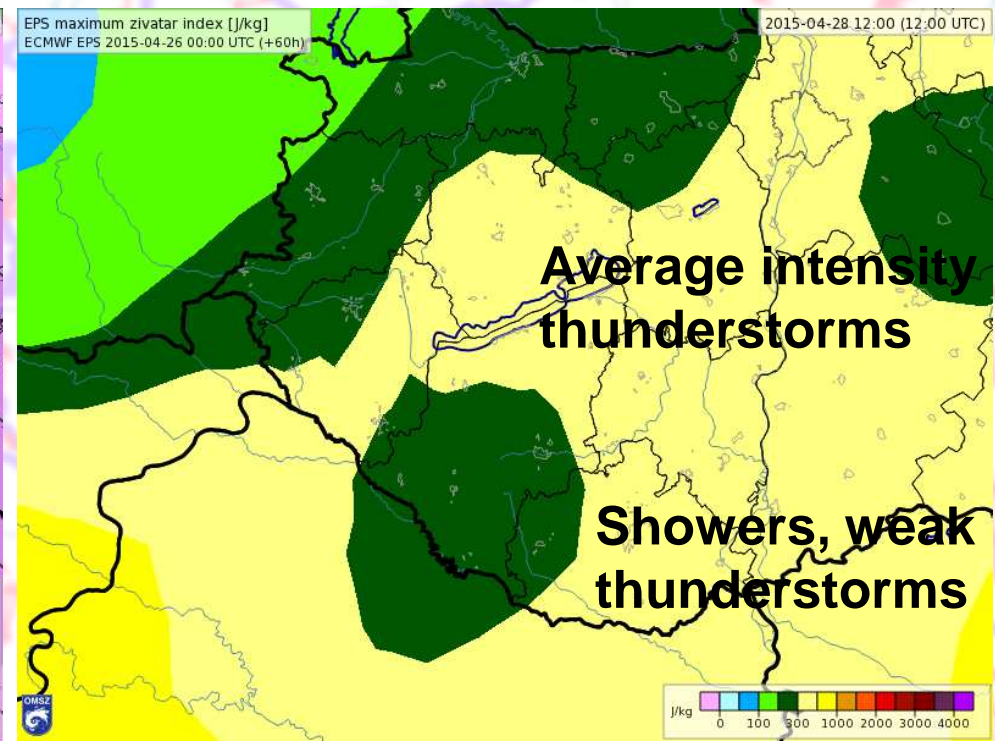 EPS maximum zivatar index [J/kg]
ECMWF EPS 2015-04-26 00:00 UTC (+60h)
2015-04-28 12:00 (12:00 UTC)
Average intensity
thunderstorms
Showers, weak
thunderstorms
OMSZ
J/kg
0 100 300 1000 2000 3000 4000